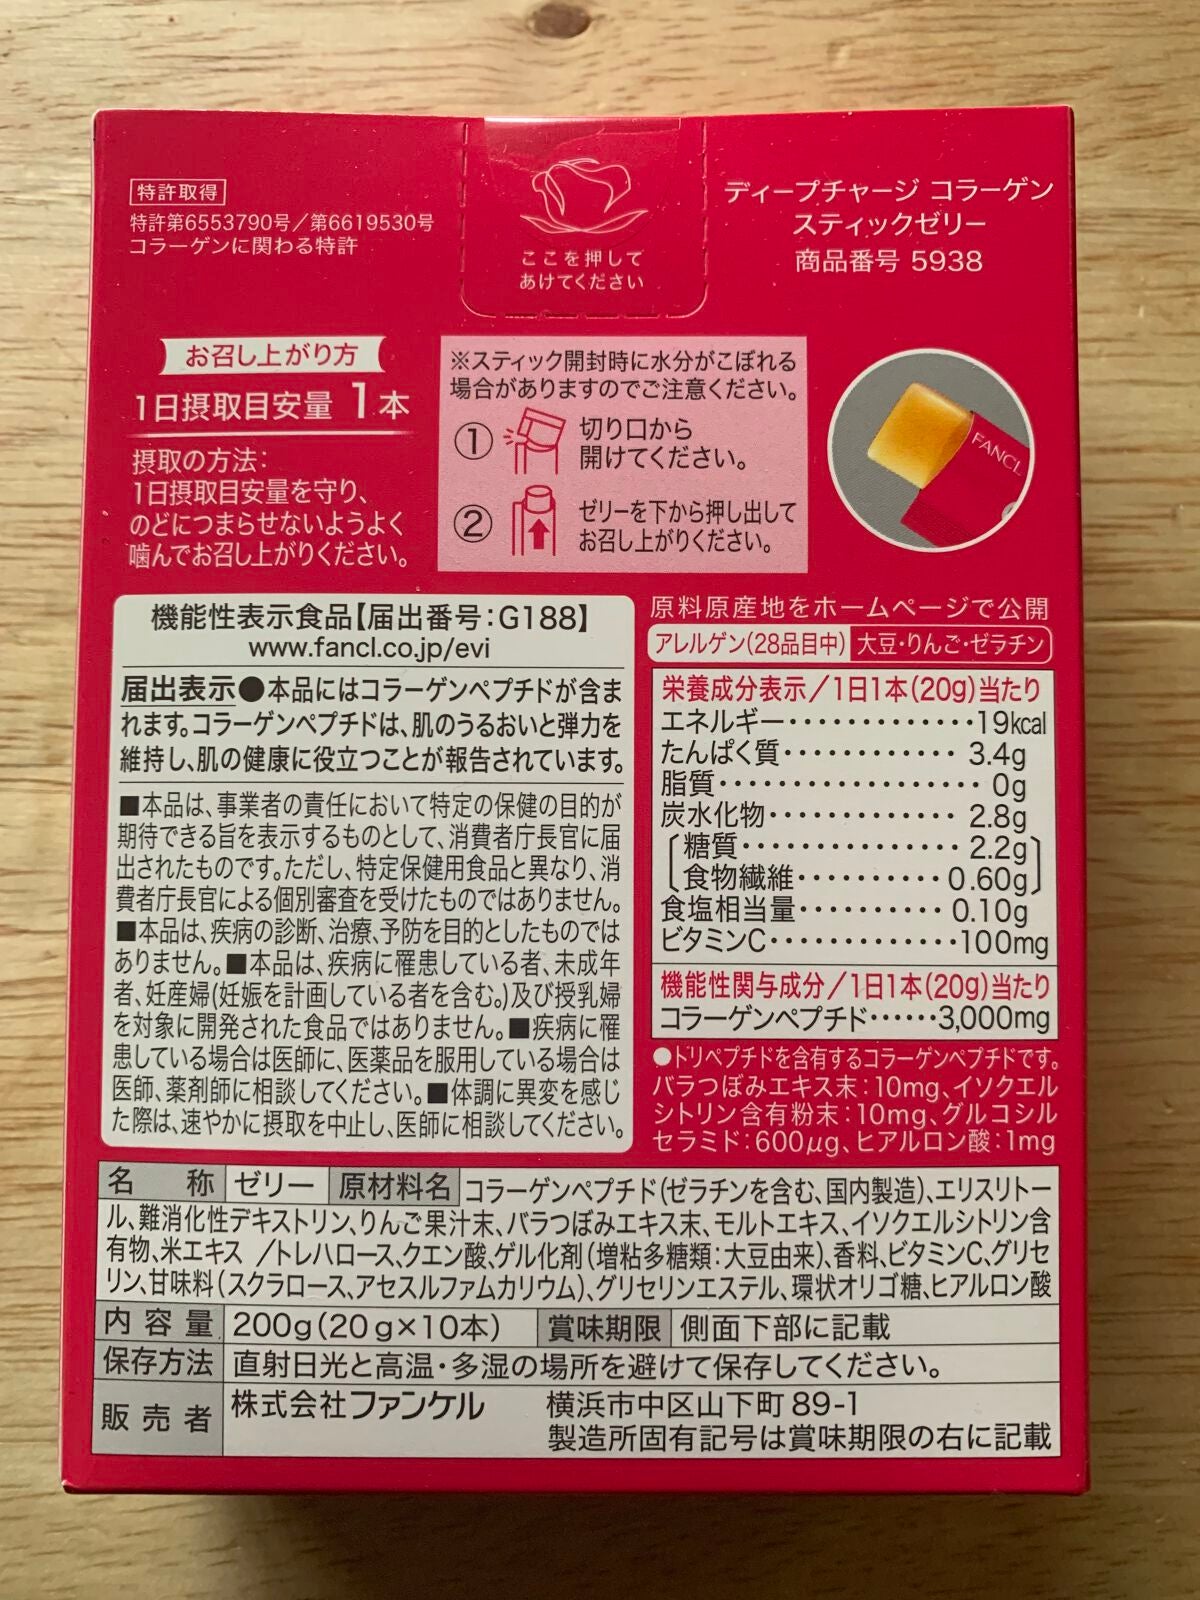 特許取得
特許第6553790号／第6619530号
コラーゲンに関わる特許
ここを押して
あけてください
ディープチャージ コラーゲン
スティックゼリー
商品番号 5938
お召し上がり方
1日摂取目安量 1本
摂取の方法：
1日摂取目安量を守り、
のどにつまらせないようよく
噛んでお召し上がりください。
※スティック開封時に水分がこぼれる
場合がありますのでご注意ください。
① 切り口から
開けてください。
② ゼリーを下から押し出して
お召し上がりください。
FANCL
機能性表示食品【届出番号：G188】
www.fancl.co.jp/evi
届出表示●本品にはコラーゲンペプチドが含ま
れます。コラーゲンペプチドは、肌のうるおいと弾力を
維持し、肌の健康に役立つことが報告されています。
■本品は、事業者の責任において特定の保健の目的が
期待できる旨を表示するものとして、消費者庁長官に届
出されたものです。ただし、特定保健用食品と異なり、消
費者庁長官による個別審査を受けたものではありません。
■本品は、疾病の診断、治療、予防を目的としたものでは
ありません。■本品は、疾病に罹患している者、未成年
者、妊産婦(妊娠を計画している者を含む。)及び授乳婦
を対象に開発された食品ではありません。■疾病に罹
患している場合は医師に、医薬品を服用している場合は
医師、薬剤師に相談してください。■体調に異変を感じ
た際は、速やかに摂取を中止し、医師に相談してください。
原料原産地をホームページで公開
アレルゲン(28品目中) 大豆・りんご・ゼラチン
栄養成分表示／1日1本(20g)当たり
エネルギー・・・・・・・・・・・・・19kcal
たんぱく質・・・・・・・・・・・・ 3.4g
脂質・・・・・・・・・・・・・・・・・ 0g
炭水化物・・・・・・・・・・・・・ 2.8g
糖質・・・・・・・・・・・・・・・ 2.2g
食物繊維・・・・・・・・・・0.60g
食塩相当量・・・・・・・・・・ 0.10g
ビタミンC・・・・・・・・・・・・・100mg
機能性関与成分／1日1本(20g)当たり
コラーゲンペプチド・・・・・・3,000mg
●トリペプチドを含有するコラーゲンペプチドです。
バラつぼみエキス末：10mg、イソクエル
シトリン含有粉末：10mg、グルコシル
セラミド：600μg、ヒアルロン酸：1mg
名称 ゼリー 原材料名 コラーゲンペプチド(ゼラチンを含む、国内製造)、エリスリトー
ル、難消化性デキストリン、りんご果汁末、バラつぼみエキス末、モルトエキス、イソクエルシトリン含
有物、米エキス ／トレハロース、クエン酸、ゲル化剤(増粘多糖類：大豆由来)、香料、ビタミンC、グリセ
リン、甘味料(スクラロース、アセスルファムカリウム)、グリセリンエステル、環状オリゴ糖、ヒアルロン酸
内容量 200g(20g×10本) 賞味期限 側面下部に記載
保存方法 直射日光と高温・多湿の場所を避けて保存してください。
販売者 株式会社ファンケル 横浜市中区山下町89-1
製造所固有記号は賞味期限の右に記載